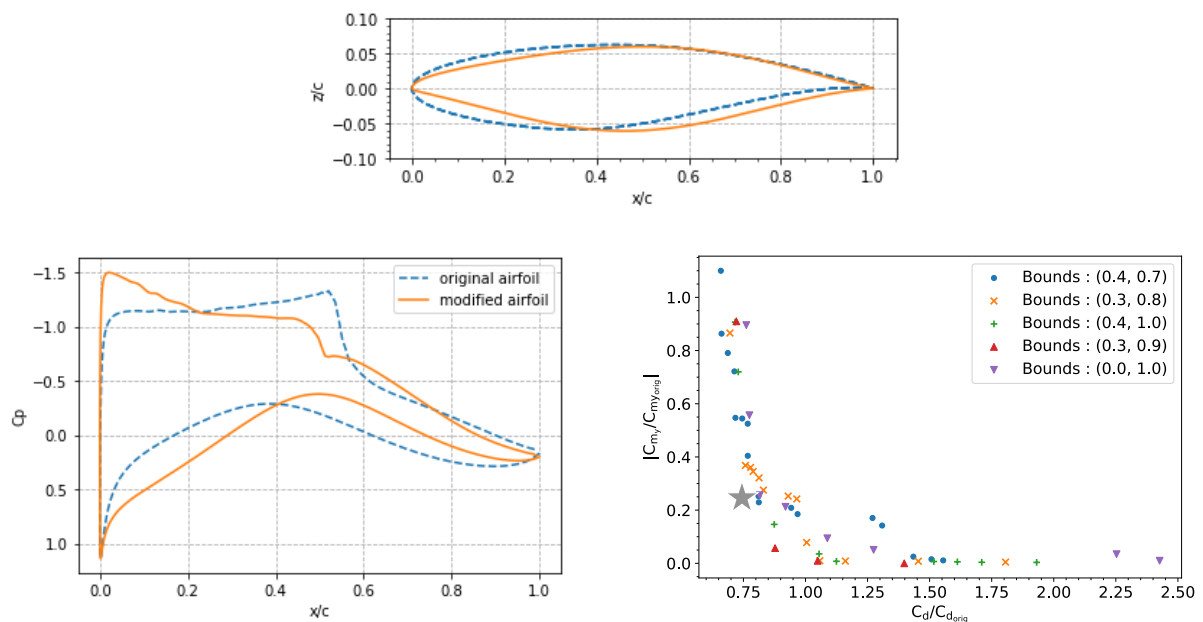 0.10
0.05
0.00
−0.05
−0.10
z/c
0.0 0.2 0.4 0.6 0.8 1.0
x/c
−1.5
−1.0
−0.5
0.0
0.5
1.0
Cp
original airfoil
modified airfoil
0.0 0.2 0.4 0.6 0.8 1.0
x/c
1.0
0.8
0.6
0.4
0.2
0.0
|Cmy/Cmyorig|
Bounds : (0.4, 0.7)
Bounds : (0.3, 0.8)
Bounds : (0.4, 1.0)
Bounds : (0.3, 0.9)
Bounds : (0.0, 1.0)
0.75 1.00 1.25 1.50 1.75 2.00 2.25 2.50
Cd/Cdorig